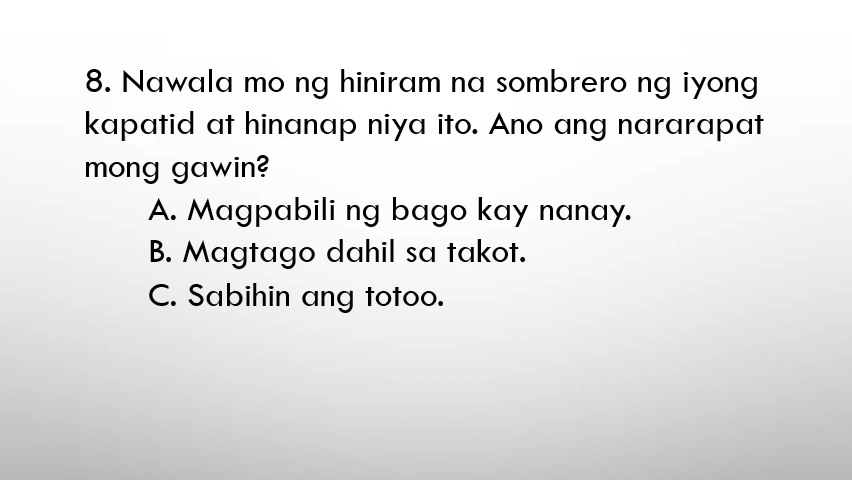 8. Nawala mo ng hiniram na sombrero ng iyong
kapatid at hinanap niya ito. Ano ang nararapat
mong gawin?
A. Magpabili ng bago kay nanay.
B. Magtago dahil sa takot.
C. Sabihin ang totoo.